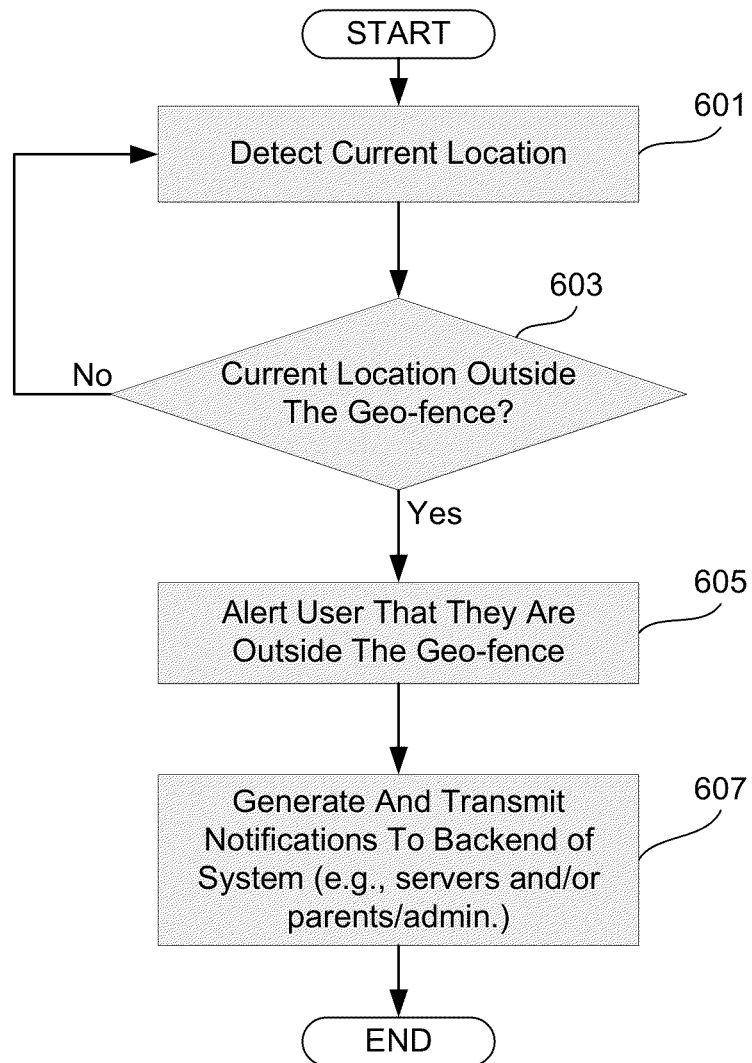 START
601
Detect Current Location
603
Current Location Outside
The Geo-fence?
No
Yes
605
Alert User That They Are
Outside The Geo-fence
607
Generate And Transmit
Notifications To Backend of
System (e.g., servers and/or
parents/admin.)
END